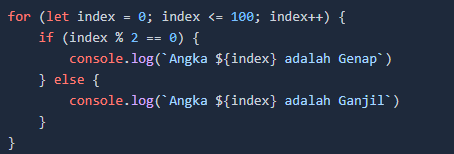 for (let index = 0; index <= 100; index++) {
    if (index % 2 == 0) {
        console.log(`Angka ${index} adalah Genap`)
    } else {
        console.log(`Angka ${index} adalah Ganjil`)
    }
}